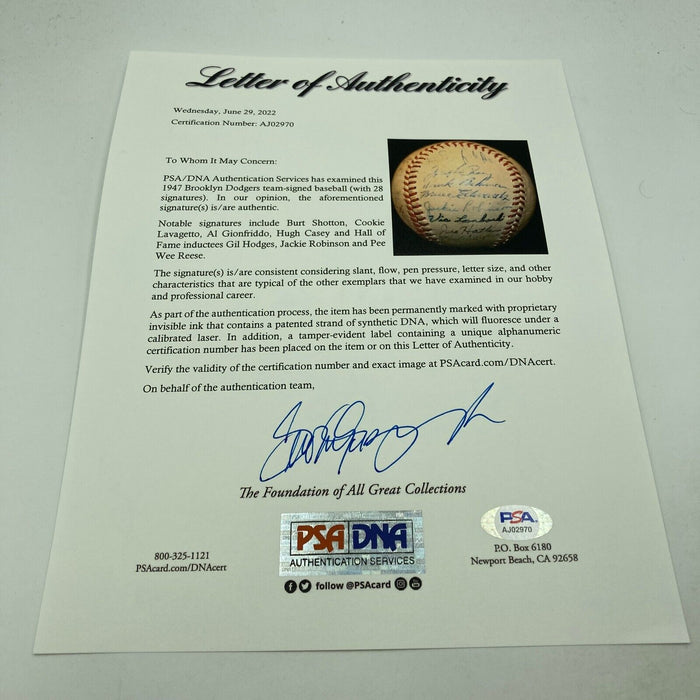 Letter of Authenticity
Wednesday, June 29, 2022
Certification Number: AJ02970
To Whom It May Concern:
PSA/DNA Authentication Services has examined this
1947 Brooklyn Dodgers team-signed baseball (with 28
signatures). In our opinion, the aforementioned
signature(s) is/are authentic.
Notable signatures include Burt Shotton, Cookie
Lavagetto, Al Gionfriddo, Hugh Casey and Hall of
Fame inductees Gil Hodges, Jackie Robinson and Pee
Wee Reese.
The signature(s) is/are consistent considering slant, flow, pen pressure, letter size, and other
characteristics that are typical of the other exemplars that we have examined in our hobby
and professional career.
As part of the authentication process, the item has been permanently marked with proprietary
invisible ink that contains a patented strand of synthetic DNA, which will fluoresce under a
calibrated laser. In addition, a tamper-evident label containing a unique alphanumeric
certification number has been placed on the item or on this Letter of Authenticity.
Verify the validity of the certification number and exact image at PSAcard.com/DNAcert.
On behalf of the authentication team,
The Foundation of All Great Collections
PSA DNA
AUTHENTICATION SERVICES
PSA
AJ02970
800-325-1121
PSAcard.com/DNAcert
P.O. Box 6180
Newport Beach, CA 92658
follow @PSAcard